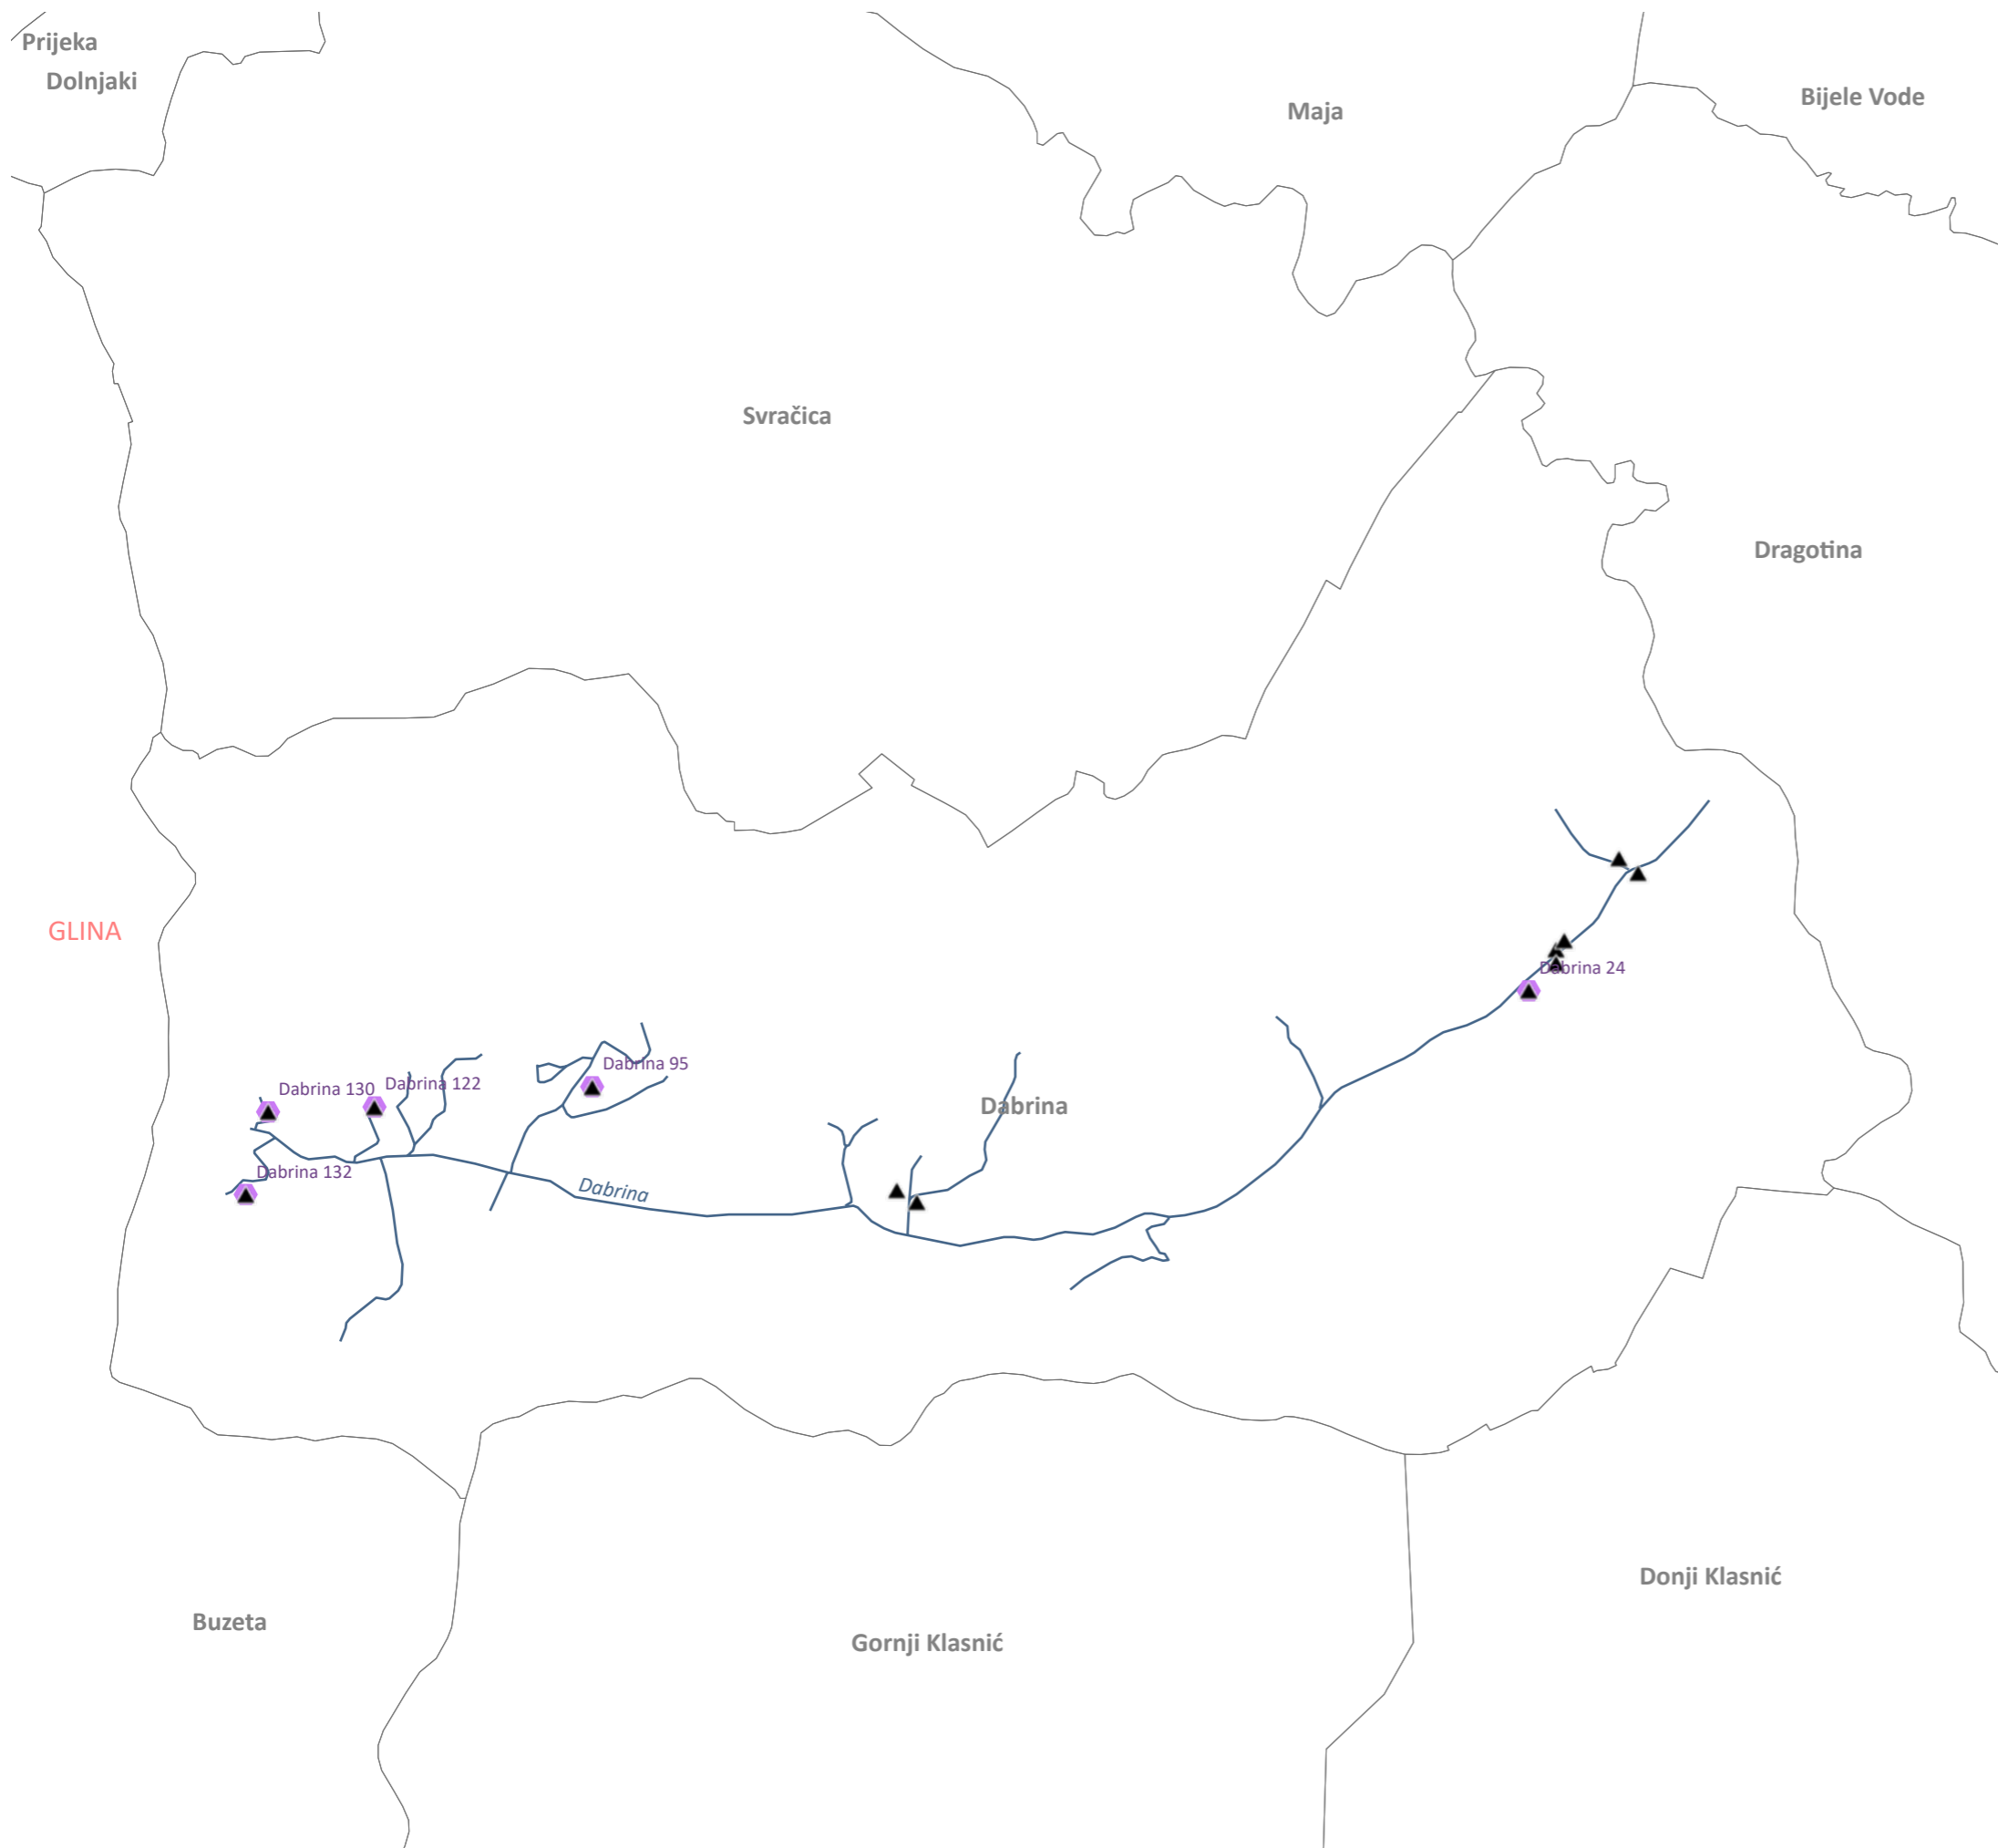 Prijeka
Dolnjaki
Maja
Bijele Vode
Svračica
Dragotina
GLINA
Dabrina 24
Dabrina 95
Dabrina 122
Dabrina 130
Dabrina
Dabrina 132
Dabrina
Donji Klasnić
Buzeta
Gornji Klasnić